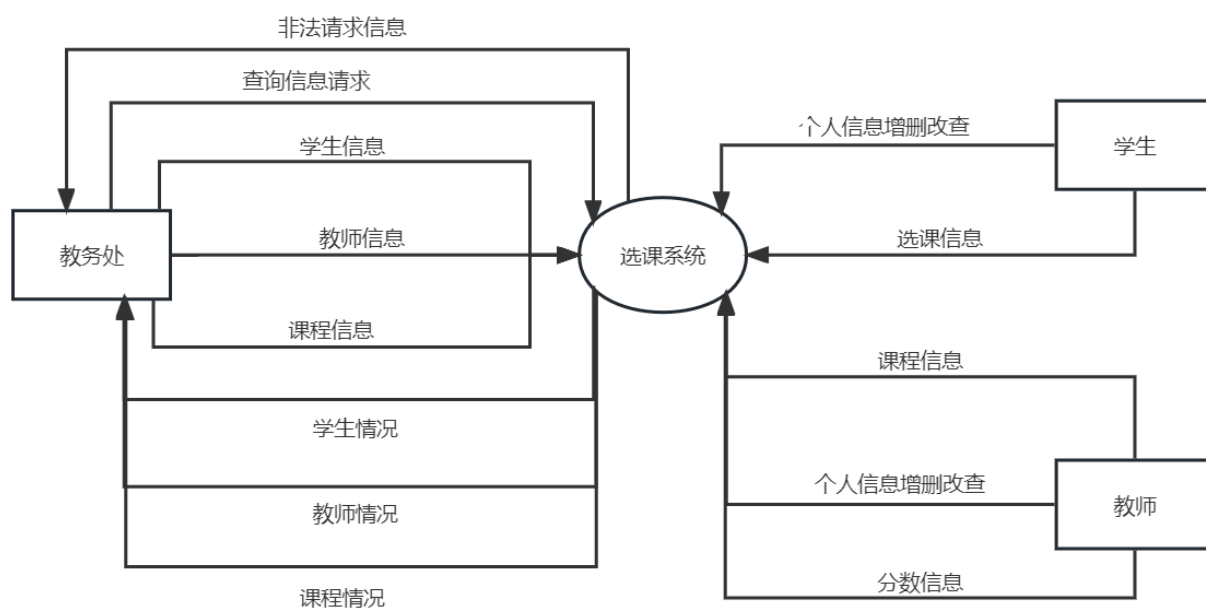 非法请求信息
查询信息请求
个人信息增删改查
学生
学生信息
教师信息
选课信息
教务处
选课系统
课程信息
课程信息
学生情况
个人信息增删改查
教师
教师情况
分数信息
课程情况